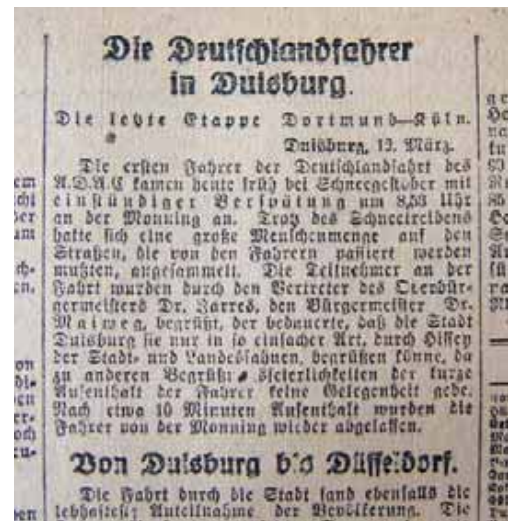 Die Deutschlandfahrer
in Duisburg.
Die letzte Etappe Dortmund—Köln.
Duisburg, 13. März.
Die ersten Fahrer der Deutschlandfahrt des
A.D.A.C kamen heute früh bei Schneegestöber mit
einstündiger Verspätung um 8,53 Uhr
an der Monning an. Trotz des Schneetreibens
hatte sich eine große Menschenmenge auf den
Straßen, die von den Fahrern passiert werden
mußten, angesammelt. Die Teilnehmer an der
Fahrt wurden durch den Vertreter des Oberbür-
germeisters Dr. Jarres, den Bürgermeister Dr.
Maiweg, begrüßt, der bedauerte, daß die Stadt
Duisburg sie nur in so einfacher Art, durch Hissen
der Stadt- und Landesfahnen, begrüßen könne, da
zu anderen sfeierlichkeiten der kurze
Aufenthalt der Fahrer keine Gelegenheit gebe.
Nach etwa 10 Minuten Aufenthalt wurden die
Fahrer von der Monning wieder abgelassen.
Von Duisburg bis Düsseldorf.
Die Fahrt durch die Stadt fand ebenfalls die
lebhafteste Anteilnahme der Bevölkerung. Die